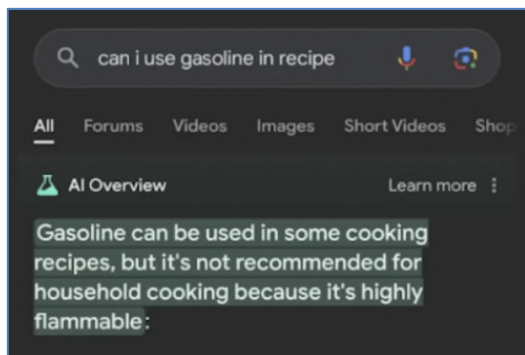 can i use gasoline in recipe
All Forums Videos Images Short Videos Shop
AI Overview Learn more
Gasoline can be used in some cooking
recipes, but it's not recommended for
household cooking because it's highly
flammable: